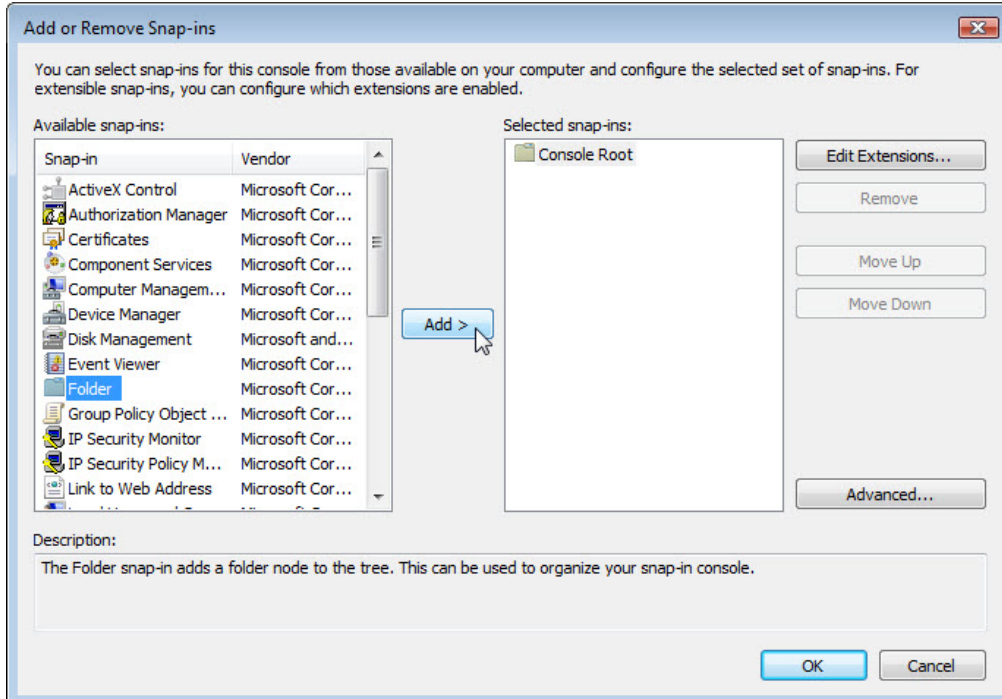 Add or Remove Snap-ins
You can select snap-ins for this console from those available on your computer and configure the selected set of snap-ins. For
extensible snap-ins, you can configure which extensions are enabled.
Available snap-ins:
Snap-in Vendor
ActiveX Control Microsoft Cor...
Authorization Manager Microsoft Cor...
Certificates Microsoft Cor...
Component Services Microsoft Cor...
Computer Managem... Microsoft Cor...
Device Manager Microsoft Cor...
Disk Management Microsoft and...
Event Viewer Microsoft Cor...
Folder Microsoft Cor...
Group Policy Object ... Microsoft Cor...
IP Security Monitor Microsoft Cor...
IP Security Policy M... Microsoft Cor...
Link to Web Address Microsoft Cor...
Add >
Selected snap-ins:
Console Root
Edit Extensions...
Remove
Move Up
Move Down
Advanced...
Description:
The Folder snap-in adds a folder node to the tree. This can be used to organize your snap-in console.
OK Cancel